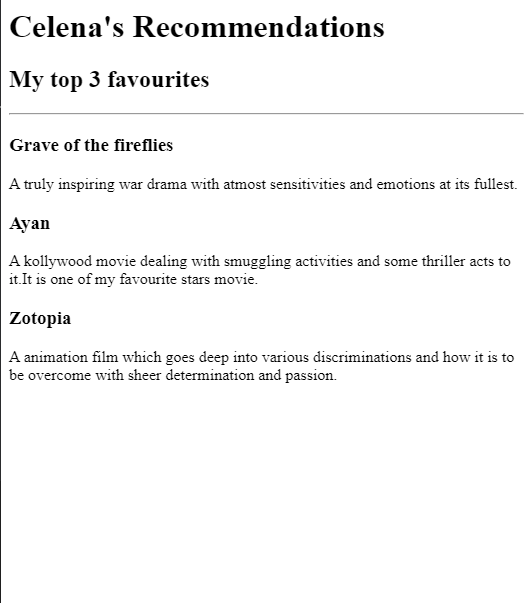 Celena's Recommendations
My top 3 favourites
Grave of the fireflies
A truly inspiring war drama with atmost sensitivities and emotions at its fullest.
Ayan
A kollywood movie dealing with smuggling activities and some thriller acts to
it.It is one of my favourite stars movie.
Zotopia
A animation film which goes deep into various discriminations and how it is to
be overcome with sheer determination and passion.